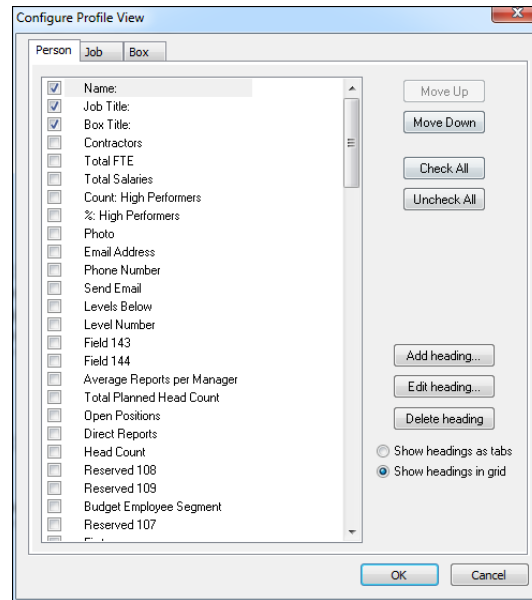 Configure Profile View
Person Job Box
Name:
Job Title:
Box Title:
Contractors
Total FTE
Total Salaries
Count: High Performers
%: High Performers
Photo
Email Address
Phone Number
Send Email
Levels Below
Level Number
Field 143
Field 144
Average Reports per Manager
Total Planned Head Count
Open Positions
Direct Reports
Head Count
Reserved 108
Reserved 109
Budget Employee Segment
Reserved 107
Move Up
Move Down
Check All
Uncheck All
Add heading...
Edit heading...
Delete heading
Show headings as tabs
Show headings in grid
OK Cancel